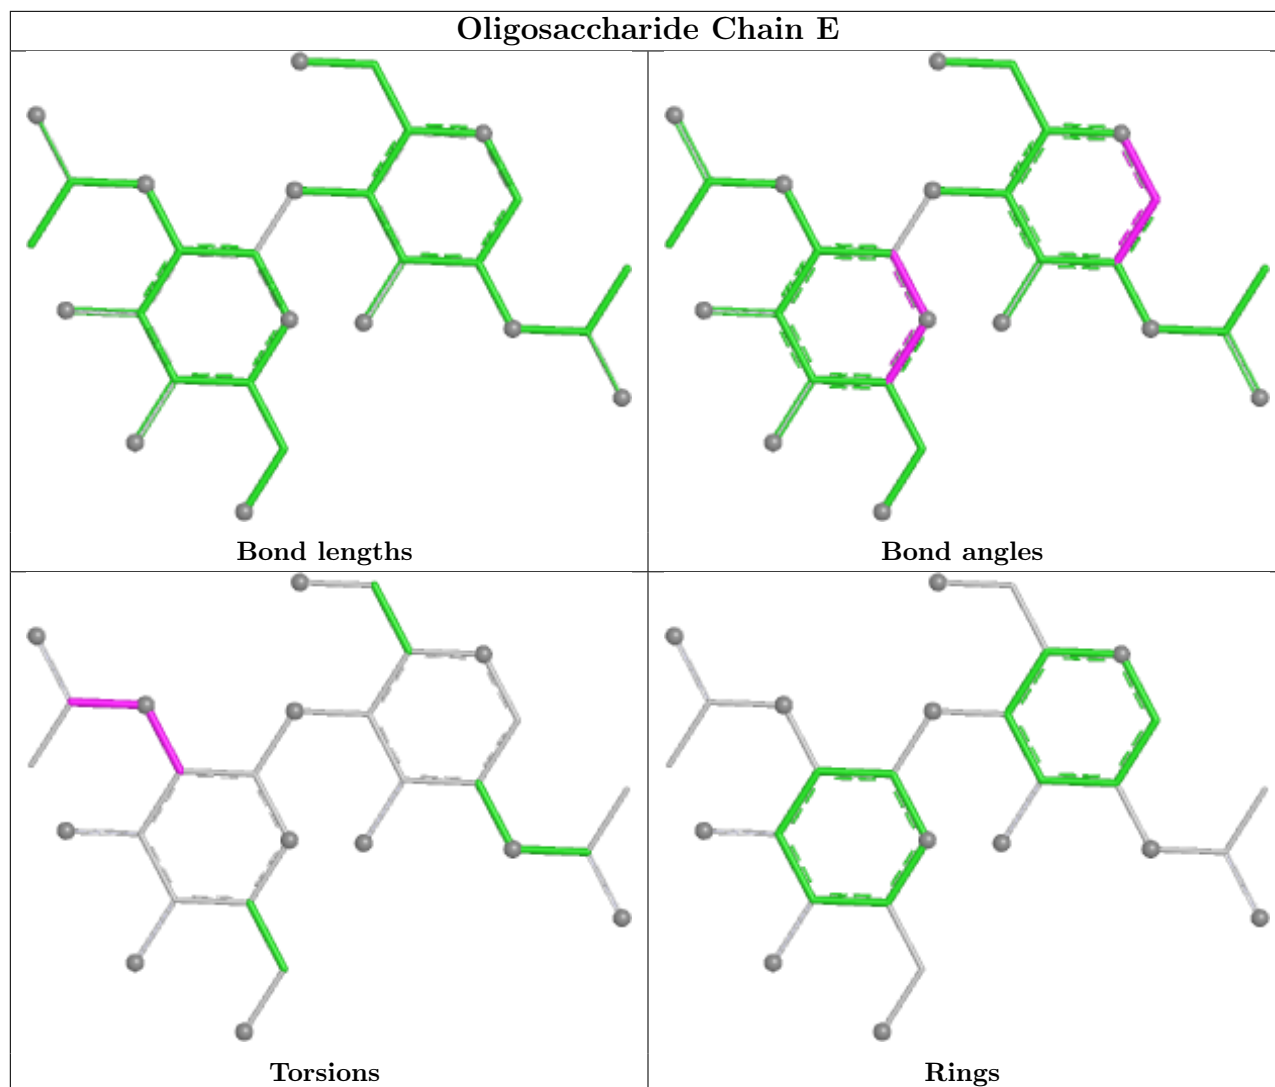 Oligosaccharide Chain E
Bond lengths
Bond angles
Torsions
Rings